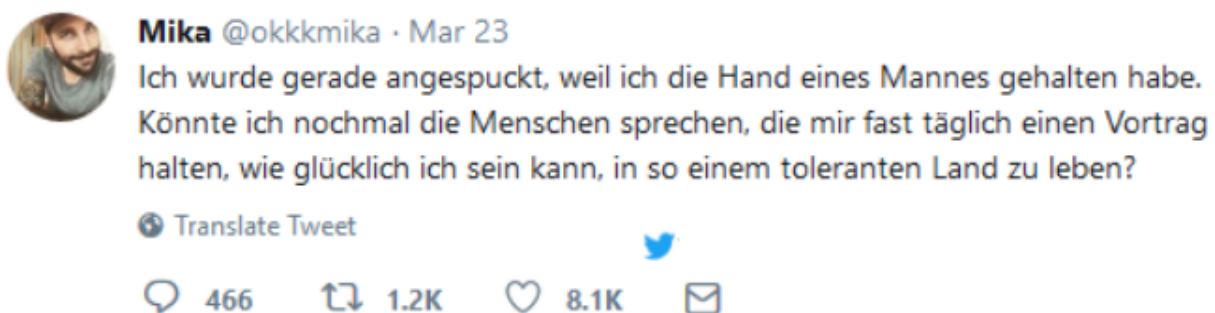 Mika @okkkmika · Mar 23
Ich wurde gerade angespuckt, weil ich die Hand eines Mannes gehalten habe.
Könnte ich nochmal die Menschen sprechen, die mir fast täglich einen Vortrag
halten, wie glücklich ich sein kann, in so einem toleranten Land zu leben?
Translate Tweet
466 1.2K 8.1K